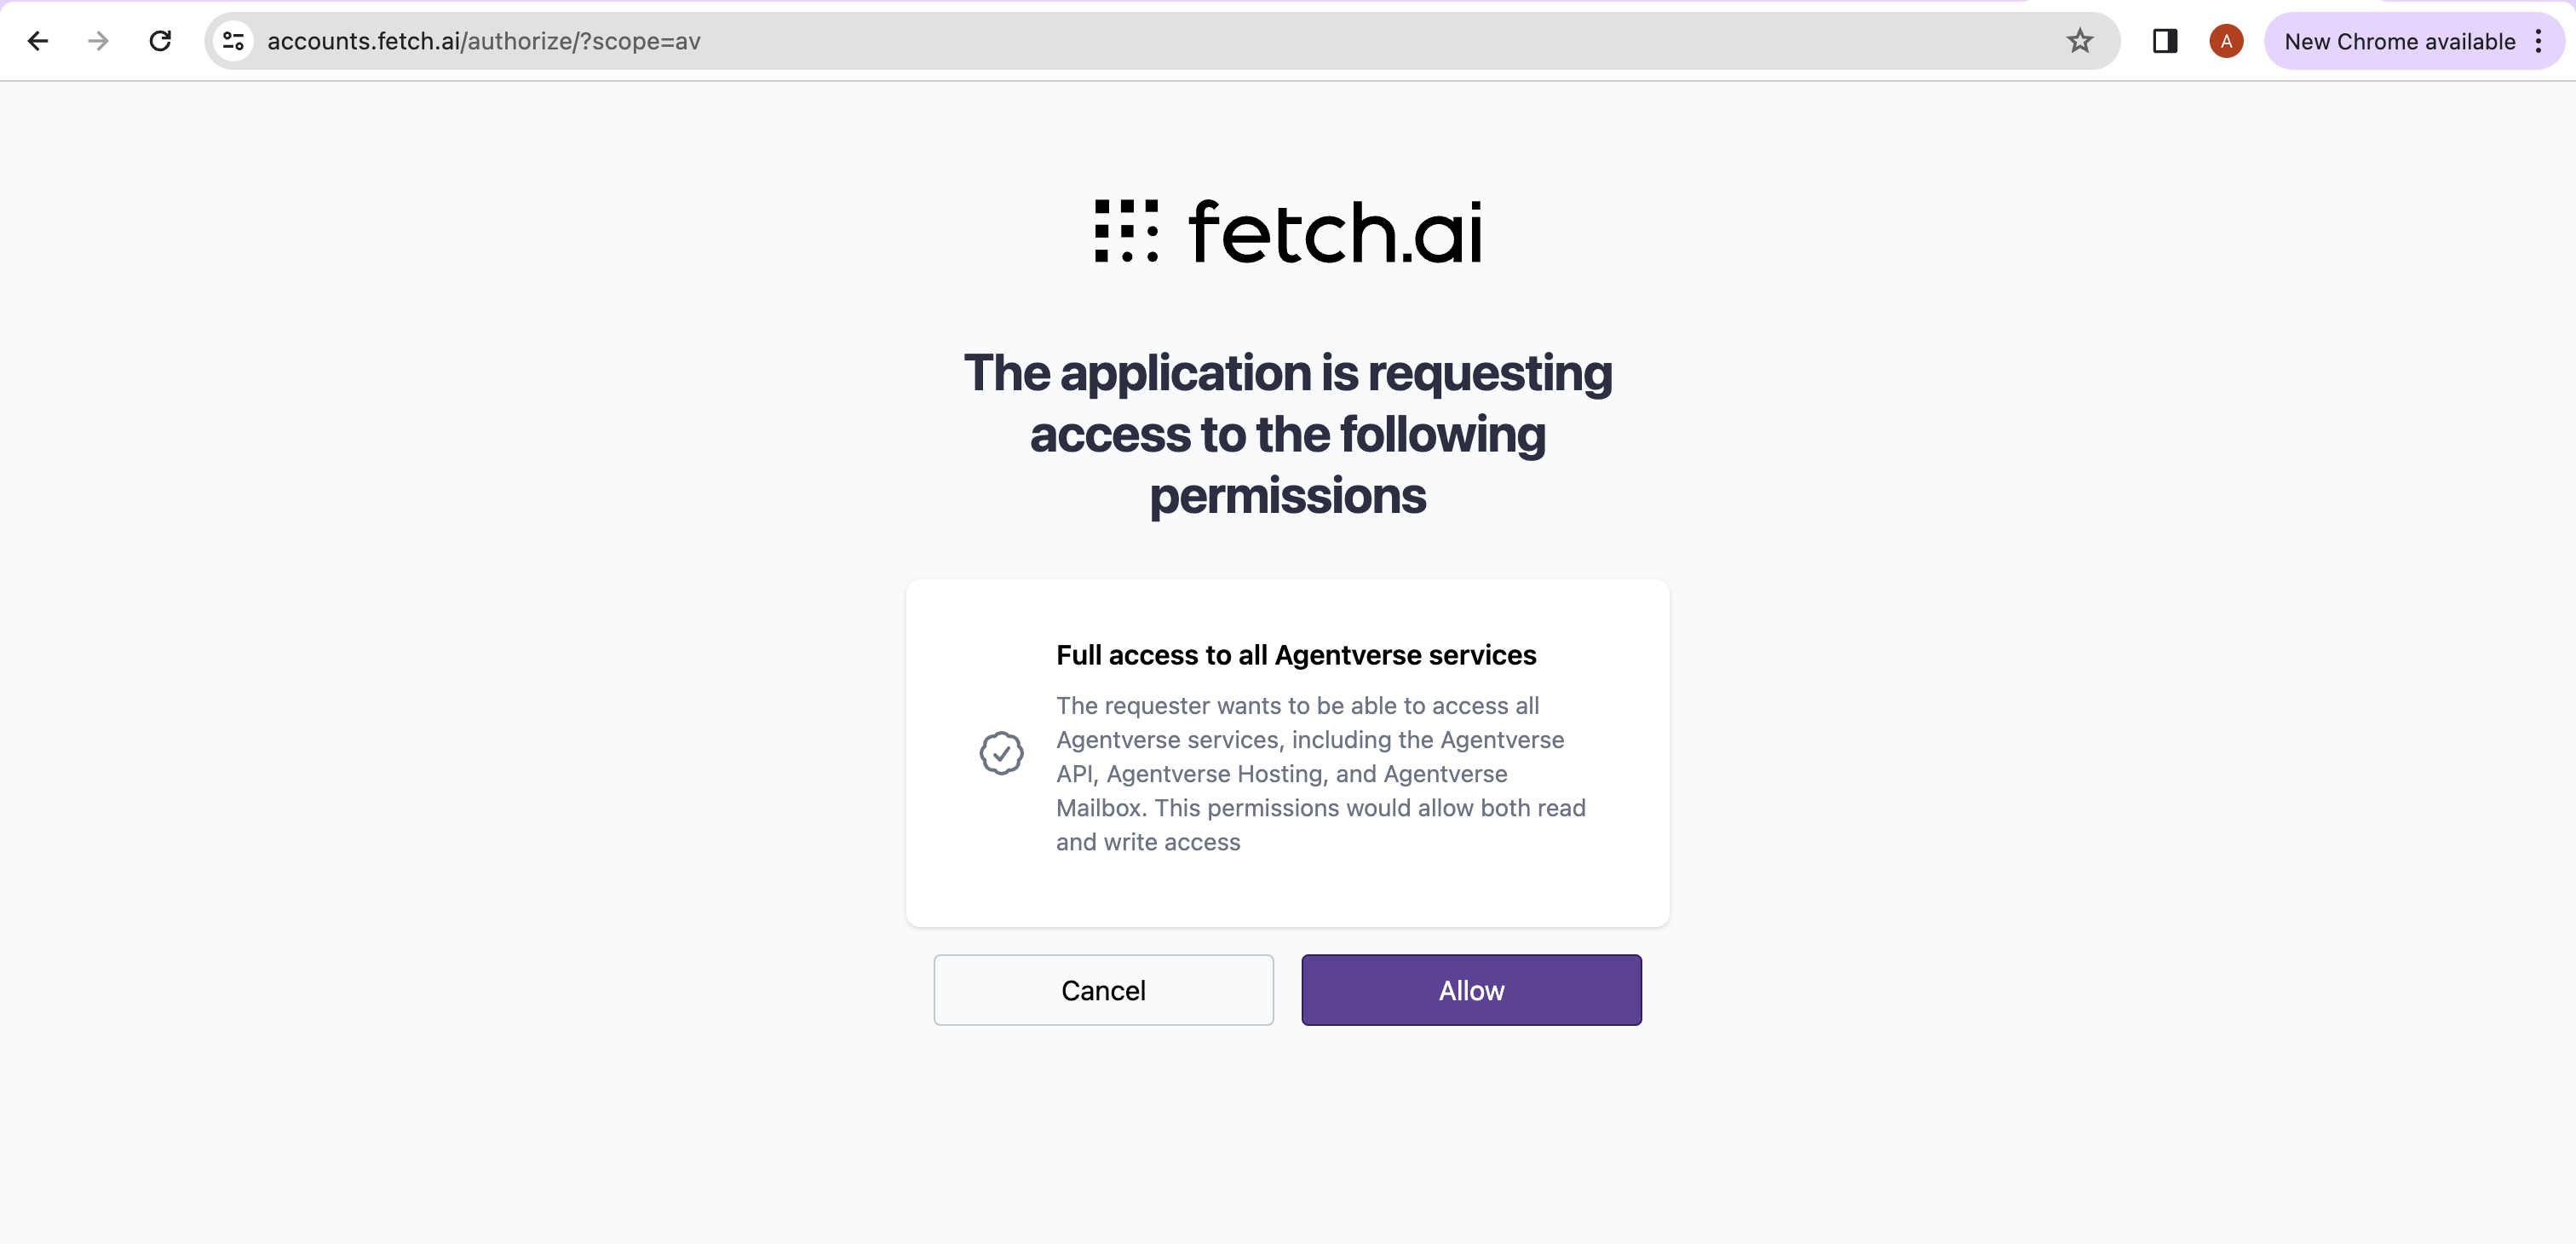 accounts.fetch.ai/authorize/?scope=av
A
New Chrome available
fetch.ai
The application is requesting
access to the following
permissions
Full access to all Agentverse services
The requester wants to be able to access all
Agentverse services, including the Agentverse
API, Agentverse Hosting, and Agentverse
Mailbox. This permissions would allow both read
and write access
Cancel
Allow